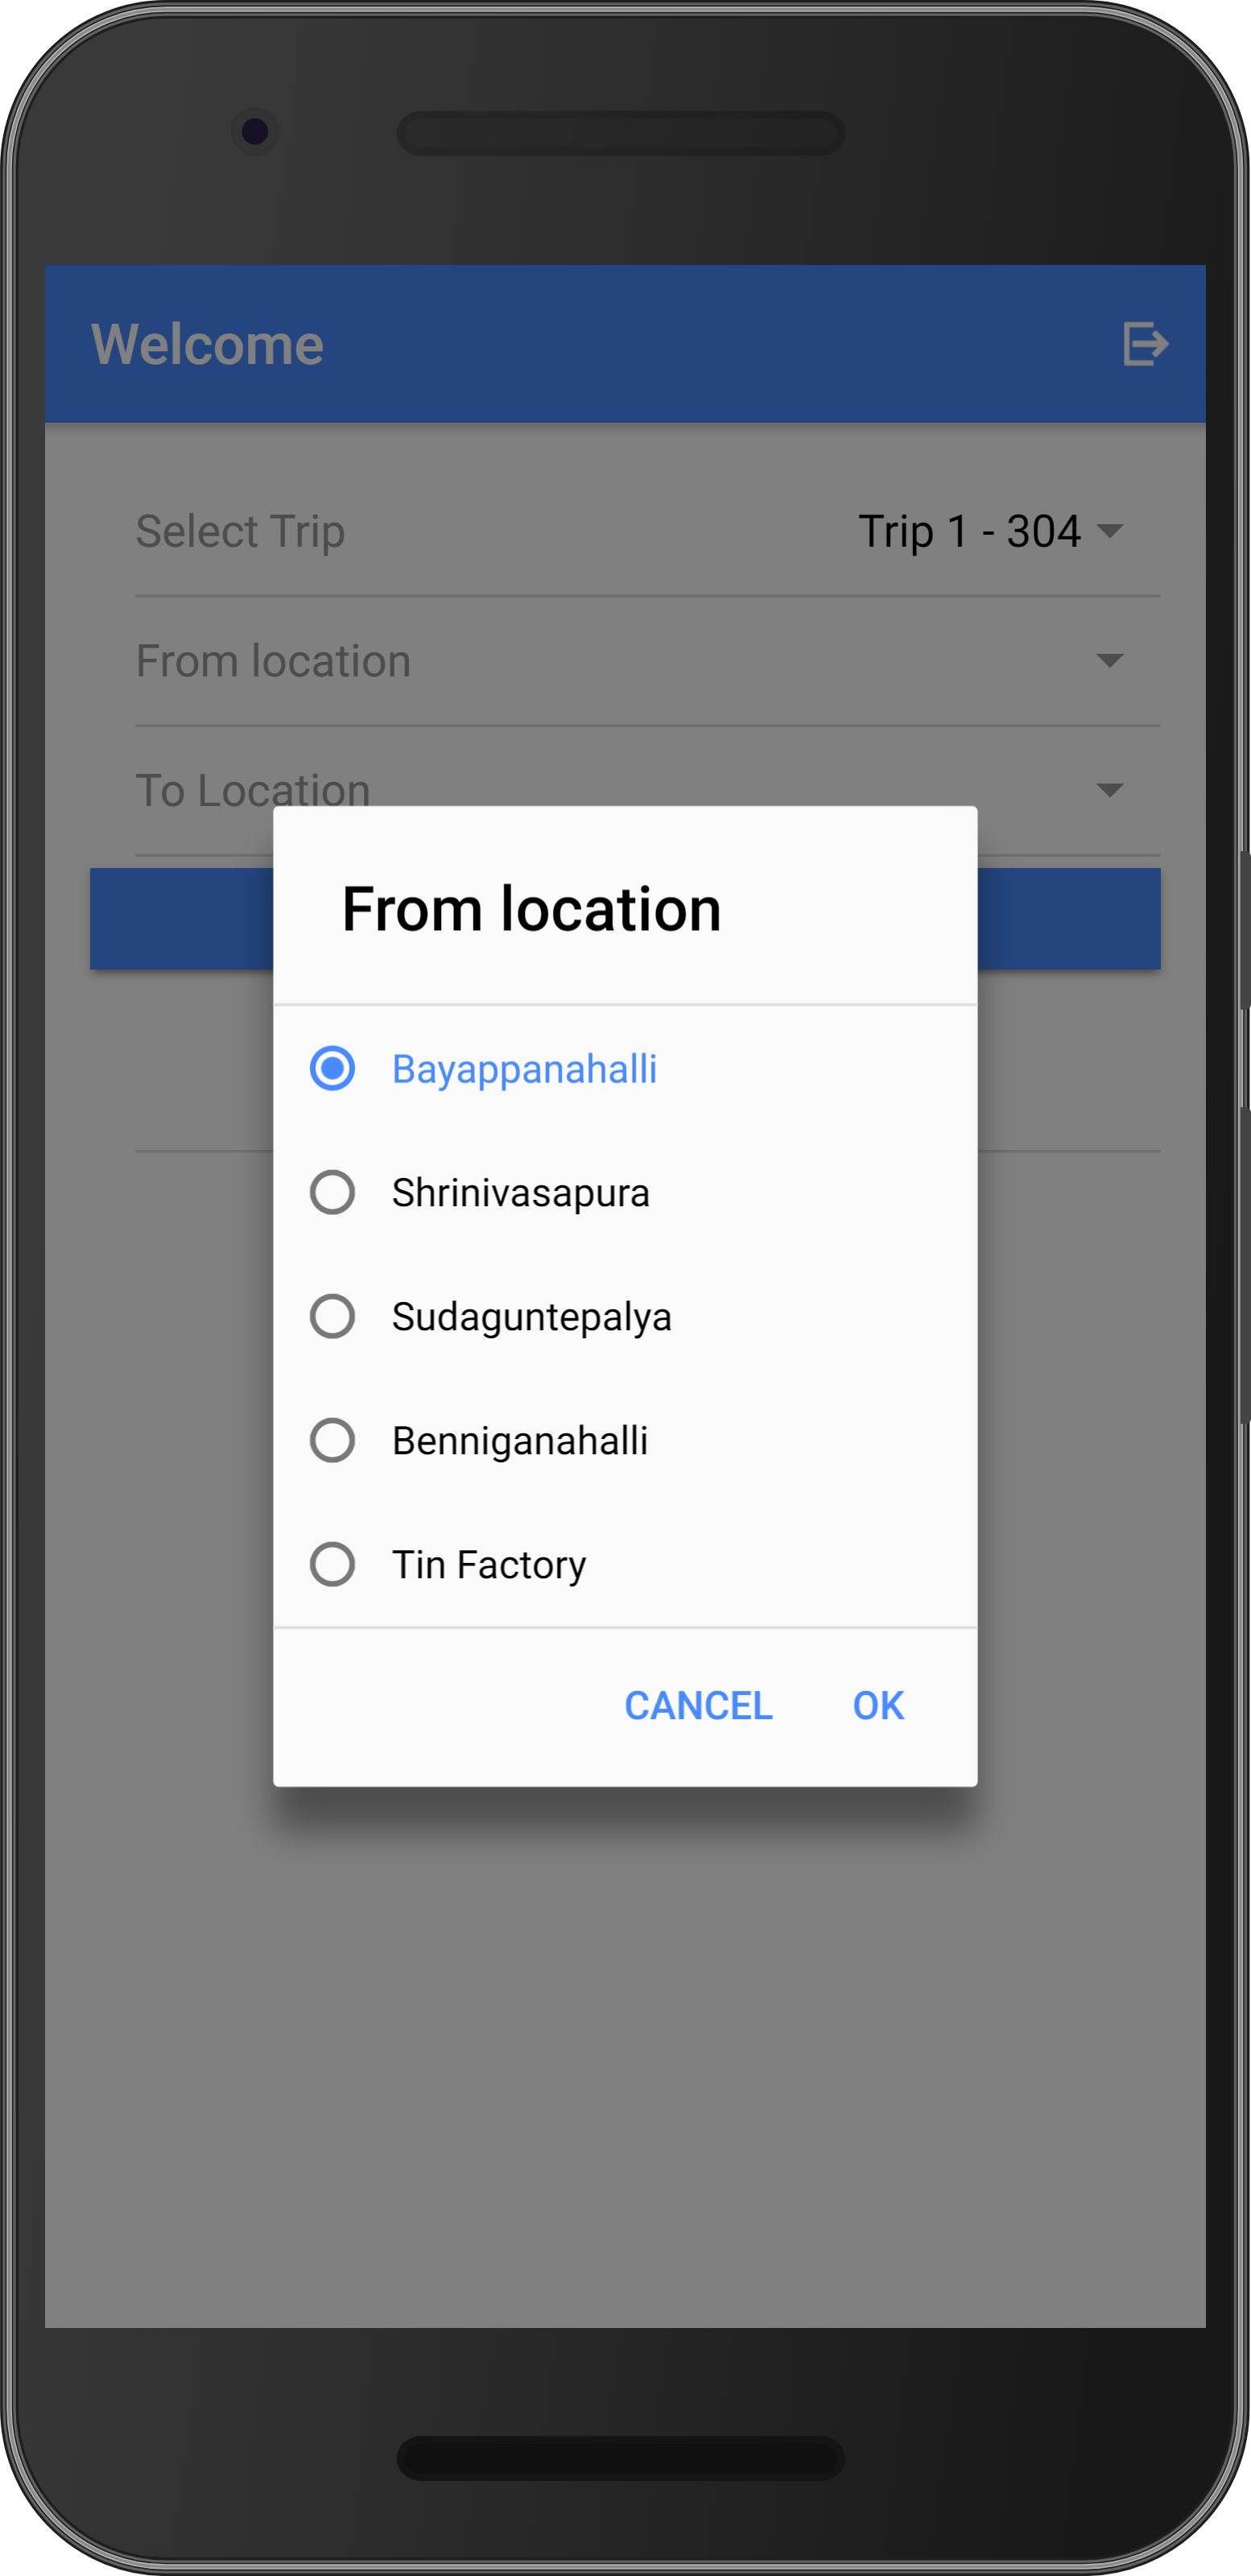 Welcome
Select Trip Trip 1 - 304
From location
To Location
From location
Bayappanahalli
Shrinivasapura
Sudaguntepalya
Benniganahalli
Tin Factory
CANCEL OK